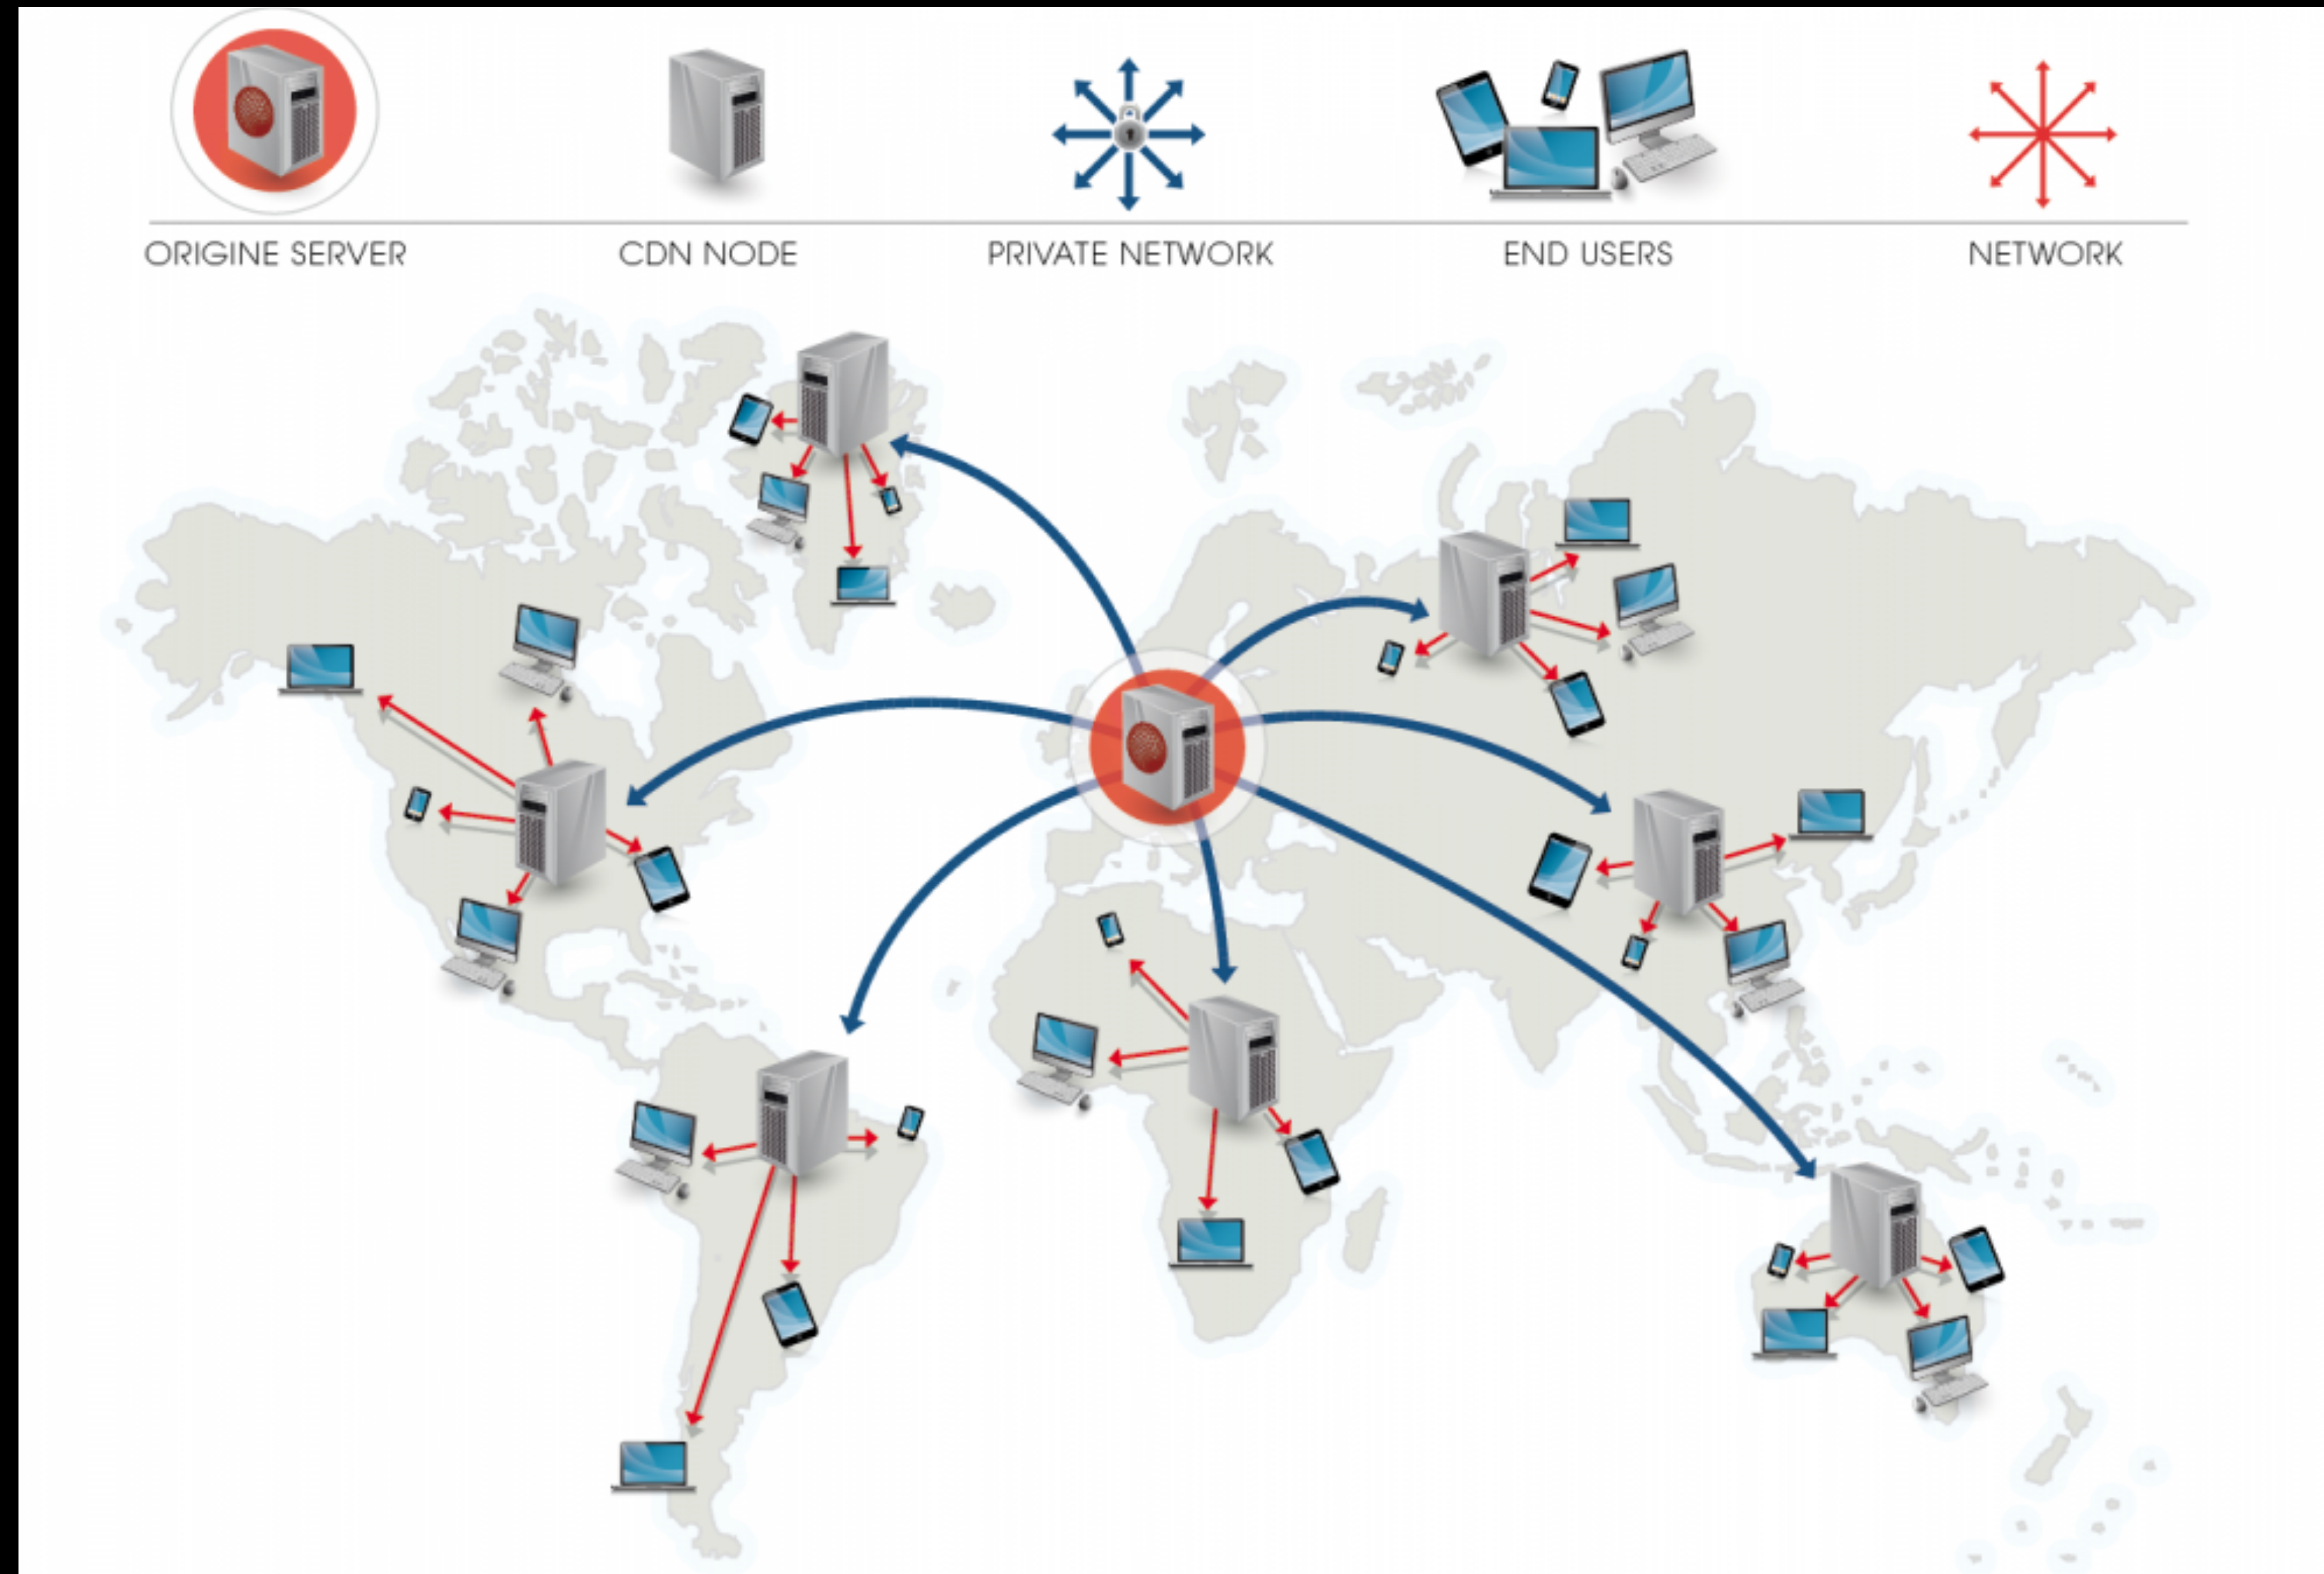 ORIGINE SERVER
CDN NODE
PRIVATE NETWORK
END USERS
NETWORK